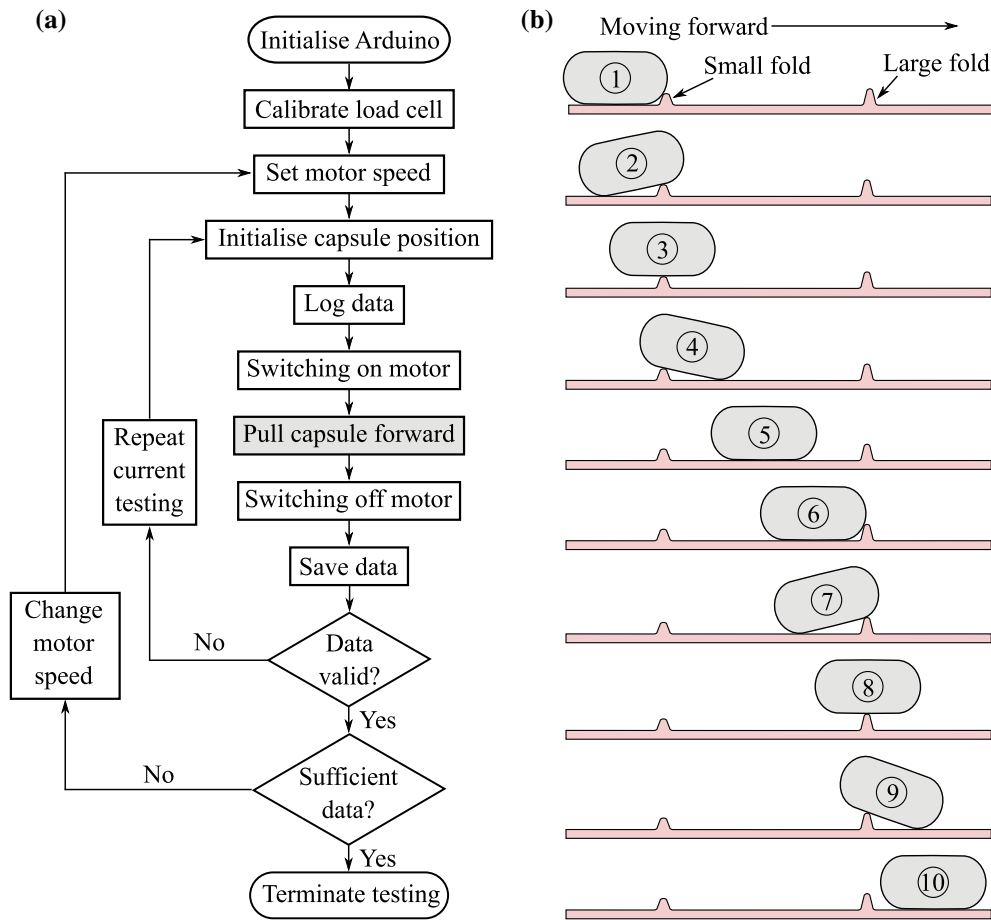 (a)
Initialise Arduino
Calibrate load cell
Set motor speed
Initialise capsule position
Log data
Switching on motor
Pull capsule forward
Switching off motor
Save data
Data
valid?
No
Yes
Sufficient
data?
No
Yes
Terminate testing
Repeat
current
testing
Change
motor
speed
(b)
Moving forward
Small fold
Large fold
1
2
3
4
5
6
7
8
9
10